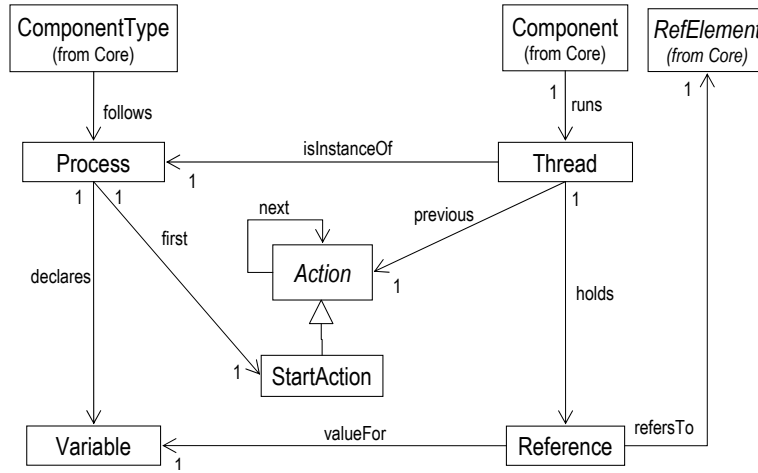 ComponentType
(from Core)
Component
(from Core)
RefElement
(from Core)
1
1
follows
runs
Process
isInstanceOf
Thread
1
1
1
1
next
previous
first
Action
1
declares
holds
1
StartAction
Variable
valueFor
Reference
refersTo
1